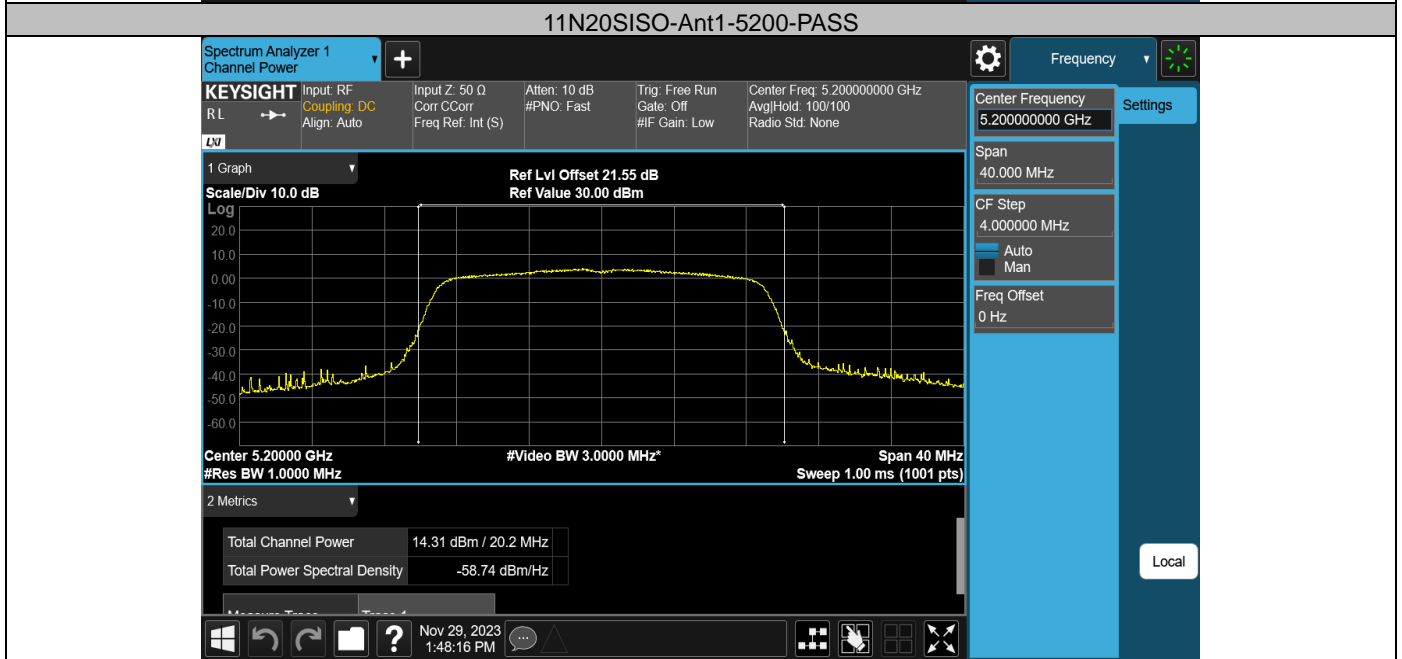 11N20SISO-Ant1-5200-PASS
Spectrum Analyzer 1
Channel Power
Frequency
KEYSIGHT
R L
LXI
Input: RF
Coupling: DC
Align: Auto
Input Z: 50 Ω
Corr CCorr
Freq Ref: Int (S)
Atten: 10 dB
#PNO: Fast
Trig: Free Run
Gate: Off
#IF Gain: Low
Center Freq: 5.200000000 GHz
Avg|Hold: 100/100
Radio Std: None
Center Frequency
5.200000000 GHz
Settings
Span
40.000 MHz
CF Step
4.000000 MHz
Auto
Man
Freq Offset
0 Hz
1 Graph
Scale/Div 10.0 dB
Ref Lvl Offset 21.55 dB
Ref Value 30.00 dBm
Log
20.0
10.0
0.00
-10.0
-20.0
-30.0
-40.0
-50.0
-60.0
Center 5.20000 GHz
#Video BW 3.0000 MHz*
Span 40 MHz
#Res BW 1.0000 MHz
Sweep 1.00 ms (1001 pts)
2 Metrics
Total Channel Power 14.31 dBm / 20.2 MHz
Total Power Spectral Density -58.74 dBm/Hz
Measure Trace Trace 1
Local
?
Nov 29, 2023
1:48:16 PM